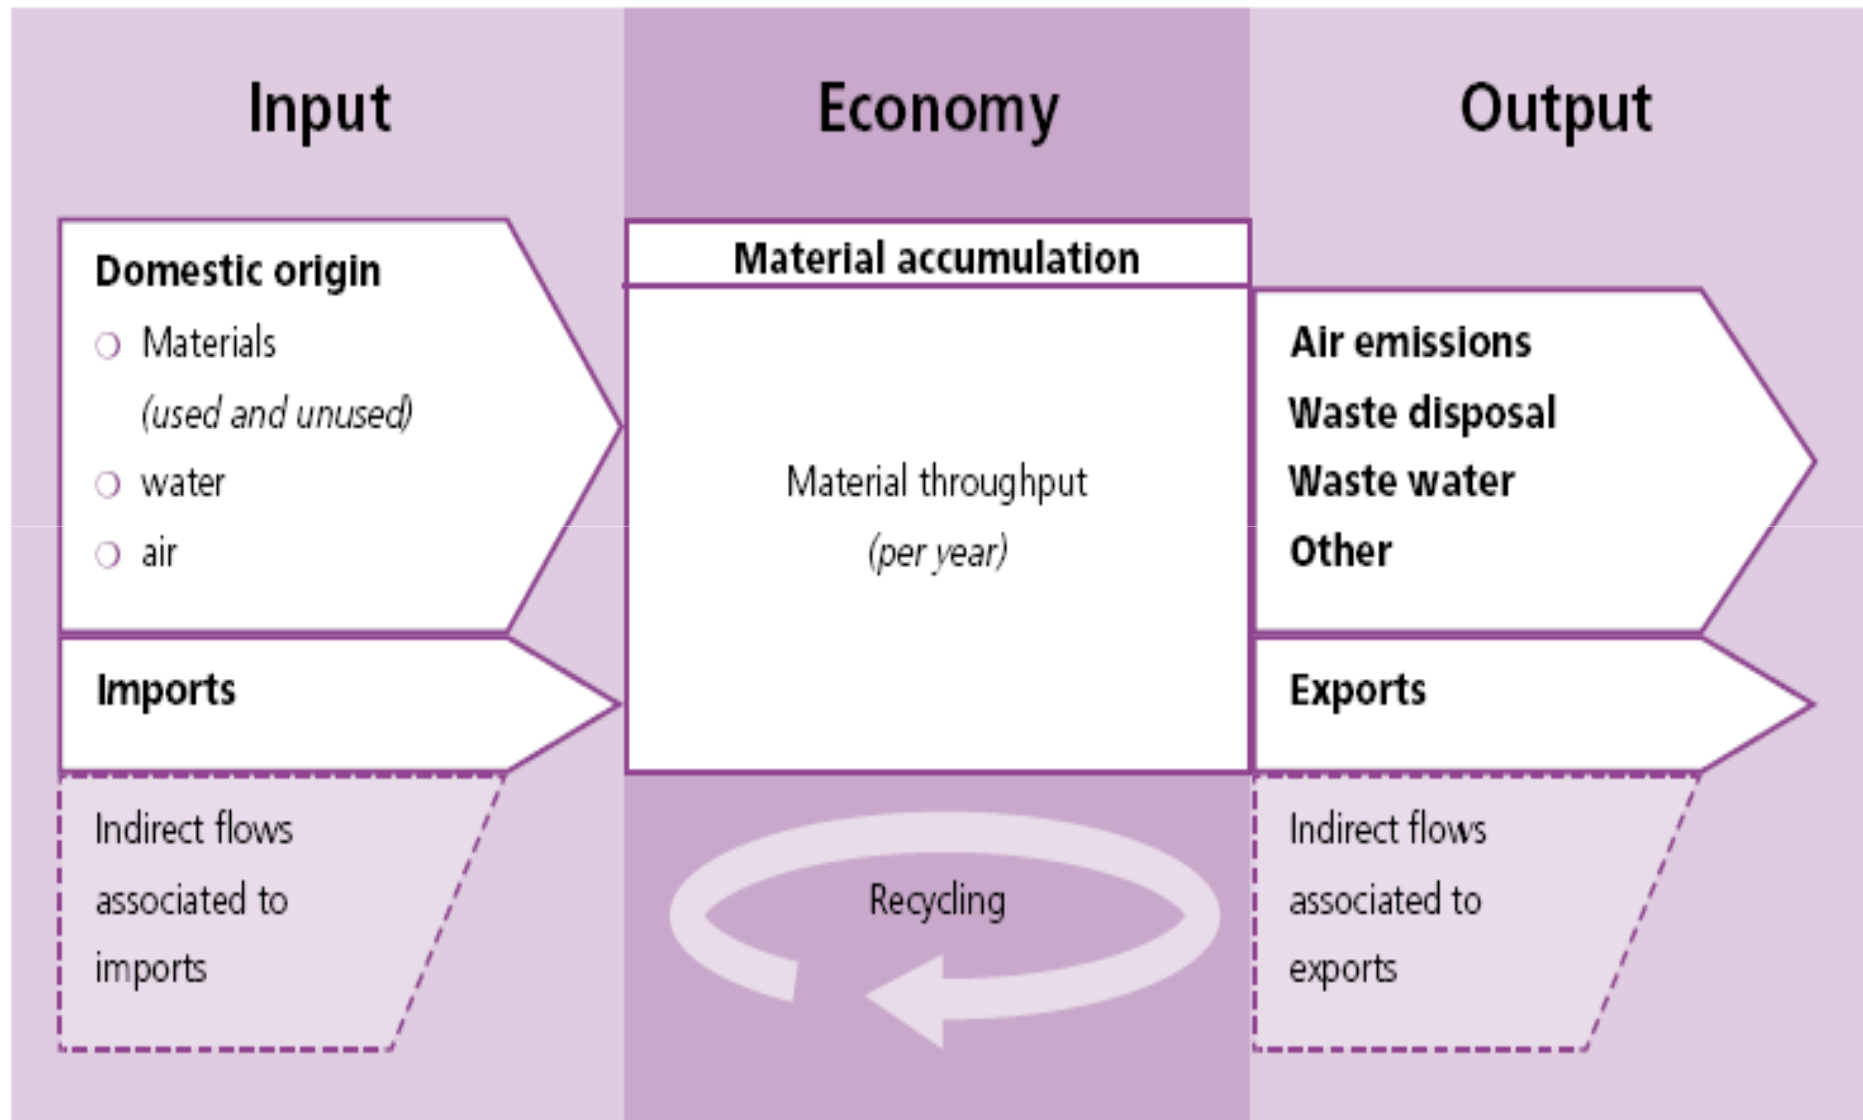 Input
Economy
Output
Domestic origin
Materials
(used and unused)
water
air
Imports
Indirect flows
associated to
imports
Material accumulation
Material throughput
(per year)
Recycling
Air emissions
Waste disposal
Waste water
Other
Exports
Indirect flows
associated to
exports